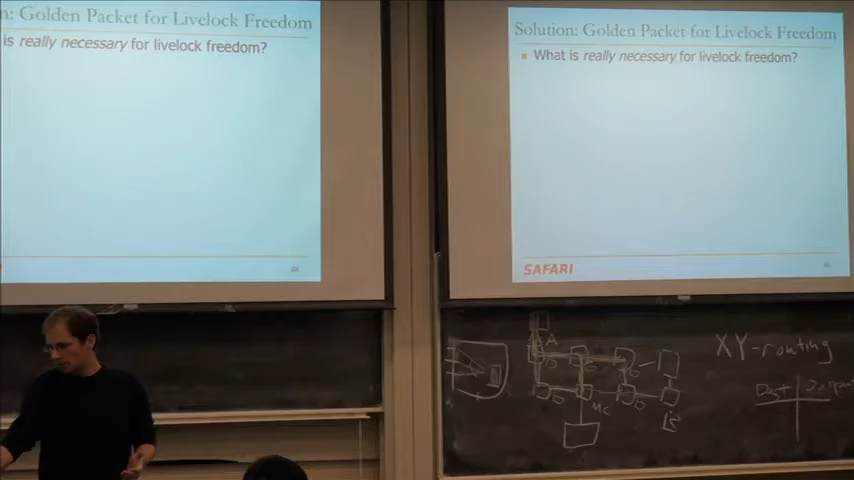 n: Golden Packet for Livelock Freedom
is really necessary for livelock freedom?
Solution: Golden Packet for Livelock Freedom
What is really necessary for livelock freedom?
SAFARI
XY-routing
A
MC
B